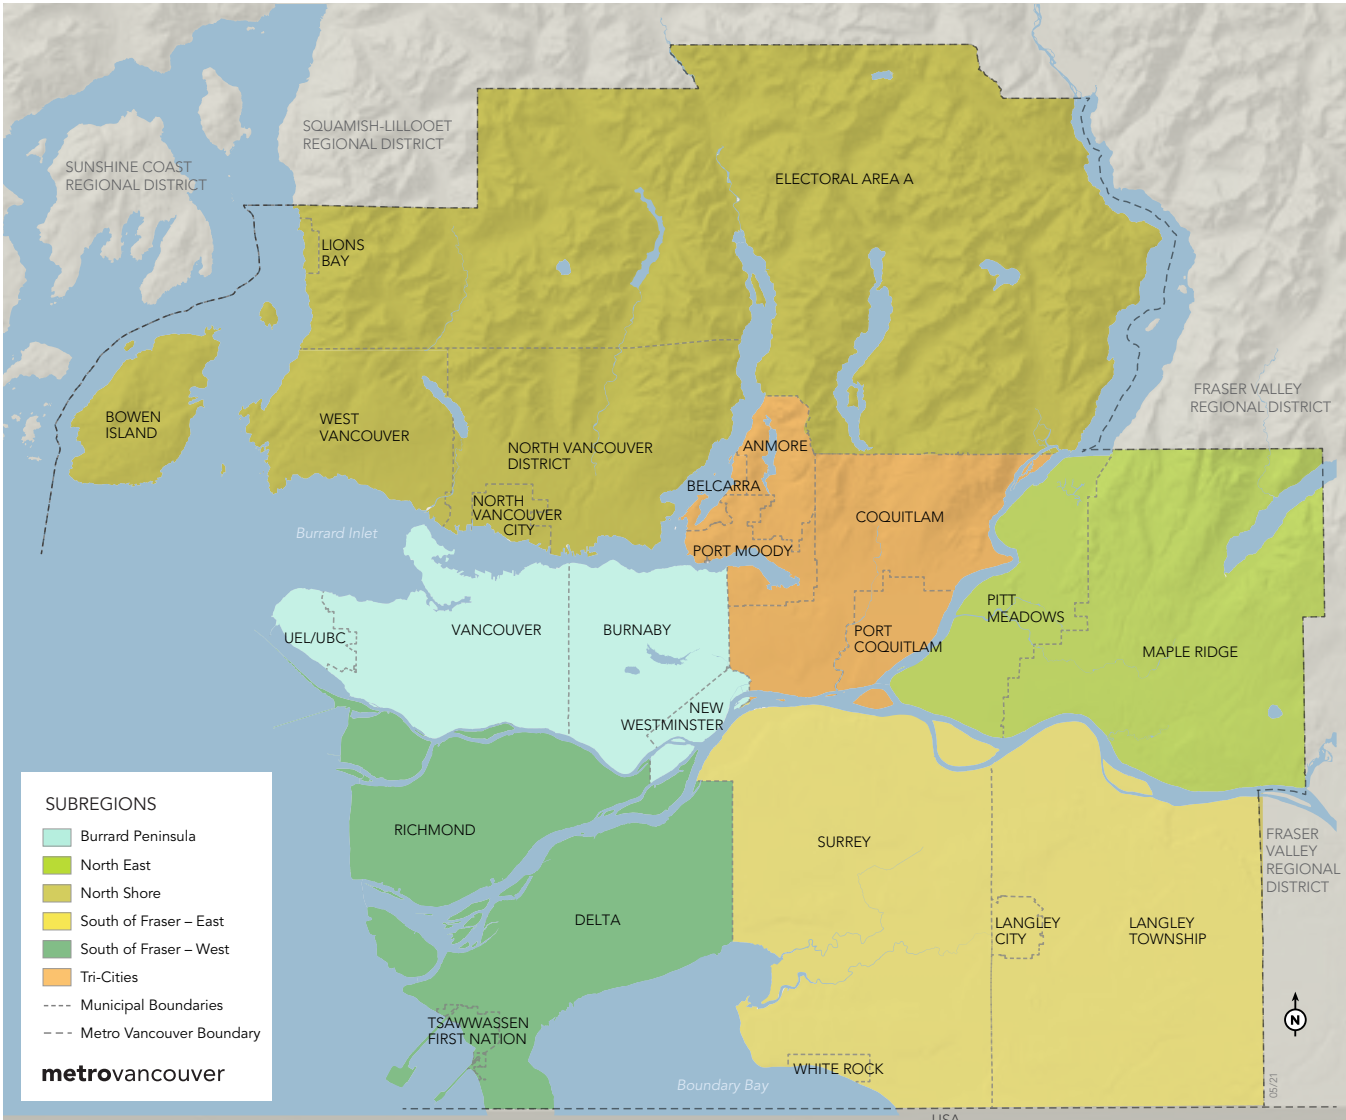 SQUAMISH-LILLOOET
REGIONAL DISTRICT
SUNSHINE COAST
REGIONAL DISTRICT
ELECTORAL AREA A
LIONS
BAY
FRASER VALLEY
REGIONAL DISTRICT
BOWEN
ISLAND
WEST
VANCOUVER
NORTH VANCOUVER
DISTRICT
ANMORE
BELCARRA
NORTH
VANCOUVER
CITY
COQUITLAM
Burrard Inlet
PORT MOODY
PITT
MEADOWS
UEL/UBC
VANCOUVER
BURNABY
PORT
COQUITLAM
MAPLE RIDGE
NEW
WESTMINSTER
RICHMOND
SURREY
FRASER
VALLEY
REGIONAL
DISTRICT
DELTA
LANGLEY
CITY
LANGLEY
TOWNSHIP
TSAWWASSEN
FIRST NATION
WHITE ROCK
Boundary Bay
N
05/21
USA
SUBREGIONS
Burrard Peninsula
North East
North Shore
South of Fraser – East
South of Fraser – West
Tri-Cities
Municipal Boundaries
Metro Vancouver Boundary
metrovancouver